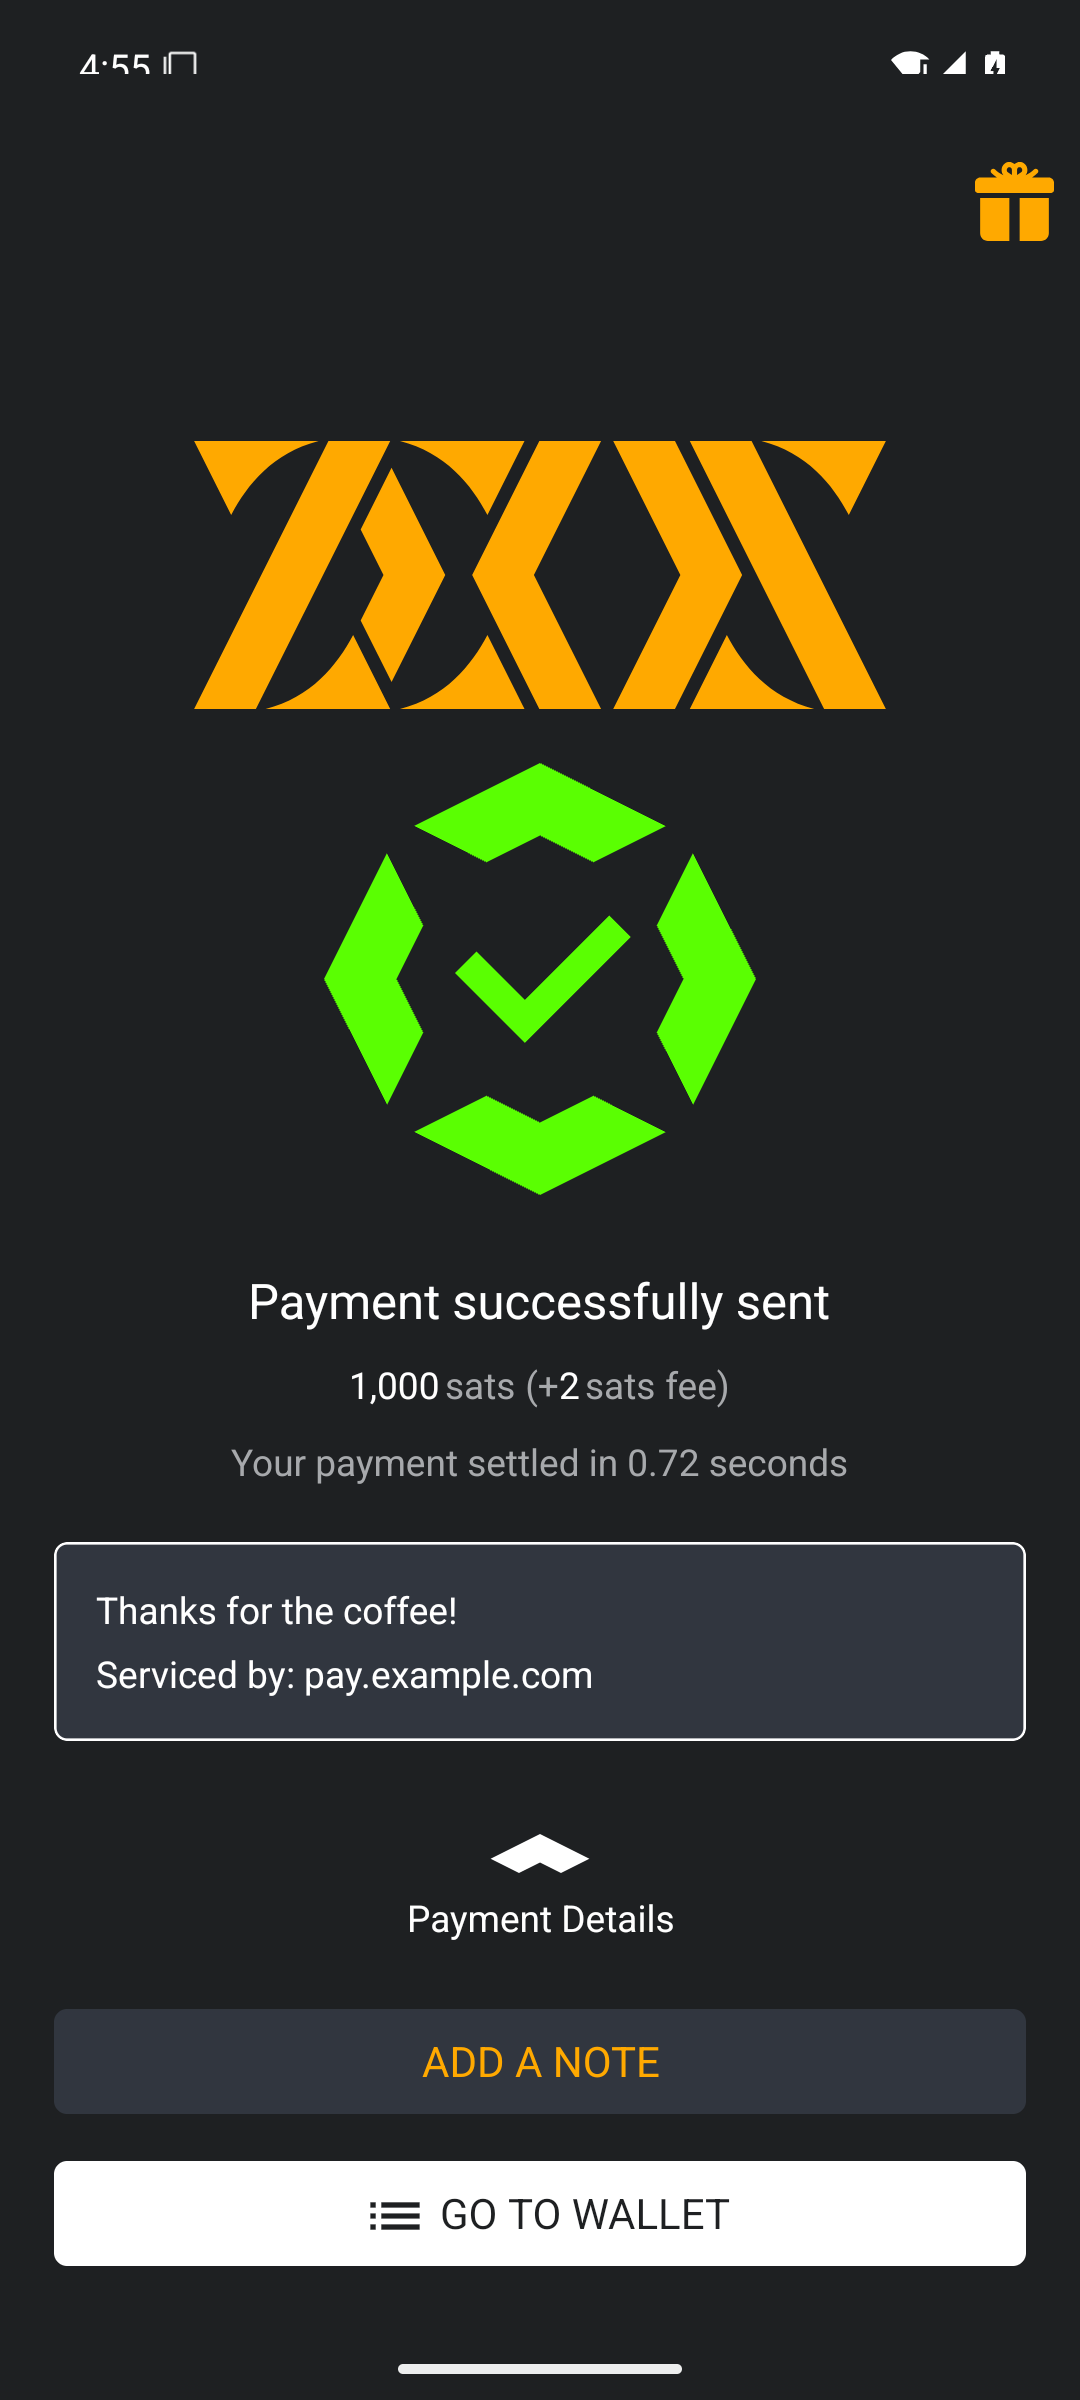 4:55
ZEUS
Payment successfully sent
1,000 sats (+2 sats fee)
Your payment settled in 0.72 seconds
Thanks for the coffee!
Serviced by: pay.example.com
Payment Details
ADD A NOTE
GO TO WALLET